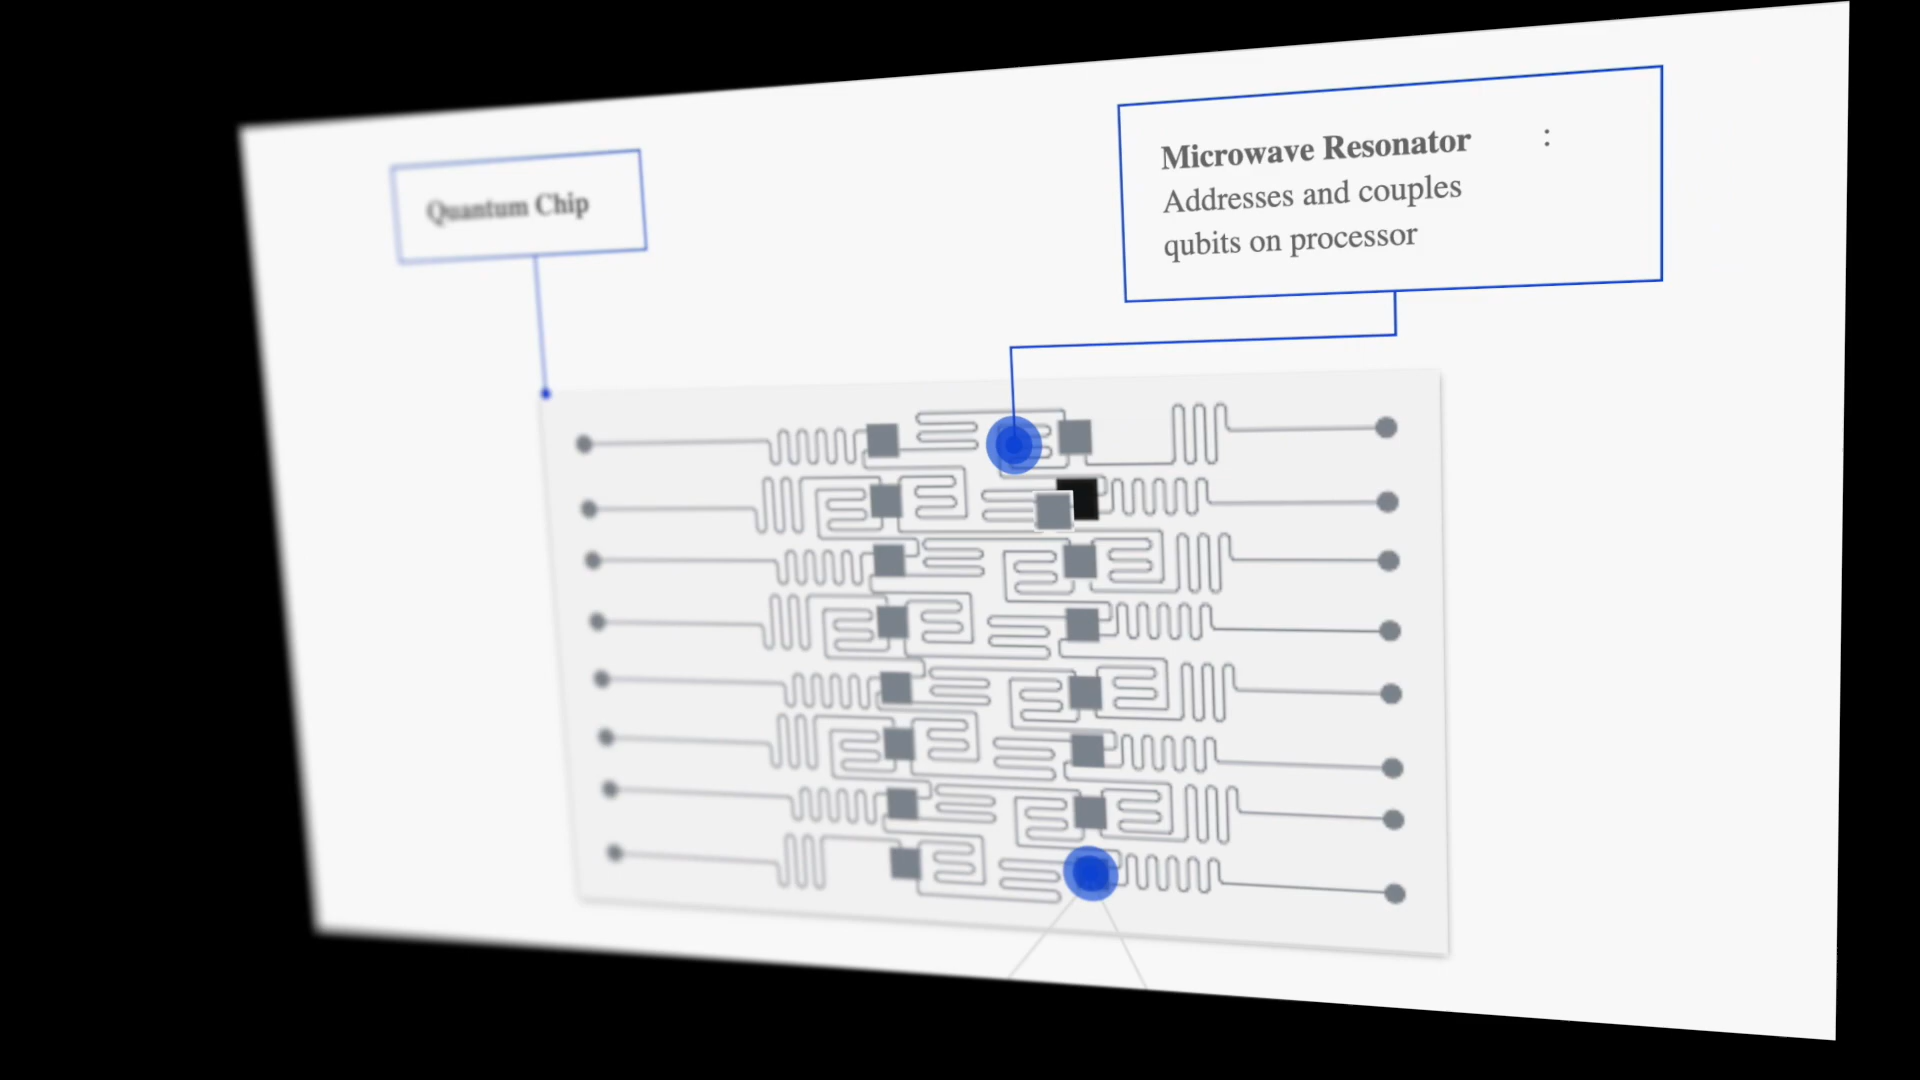 Quantum Chip
Microwave Resonator :
Addresses and couples
qubits on processor